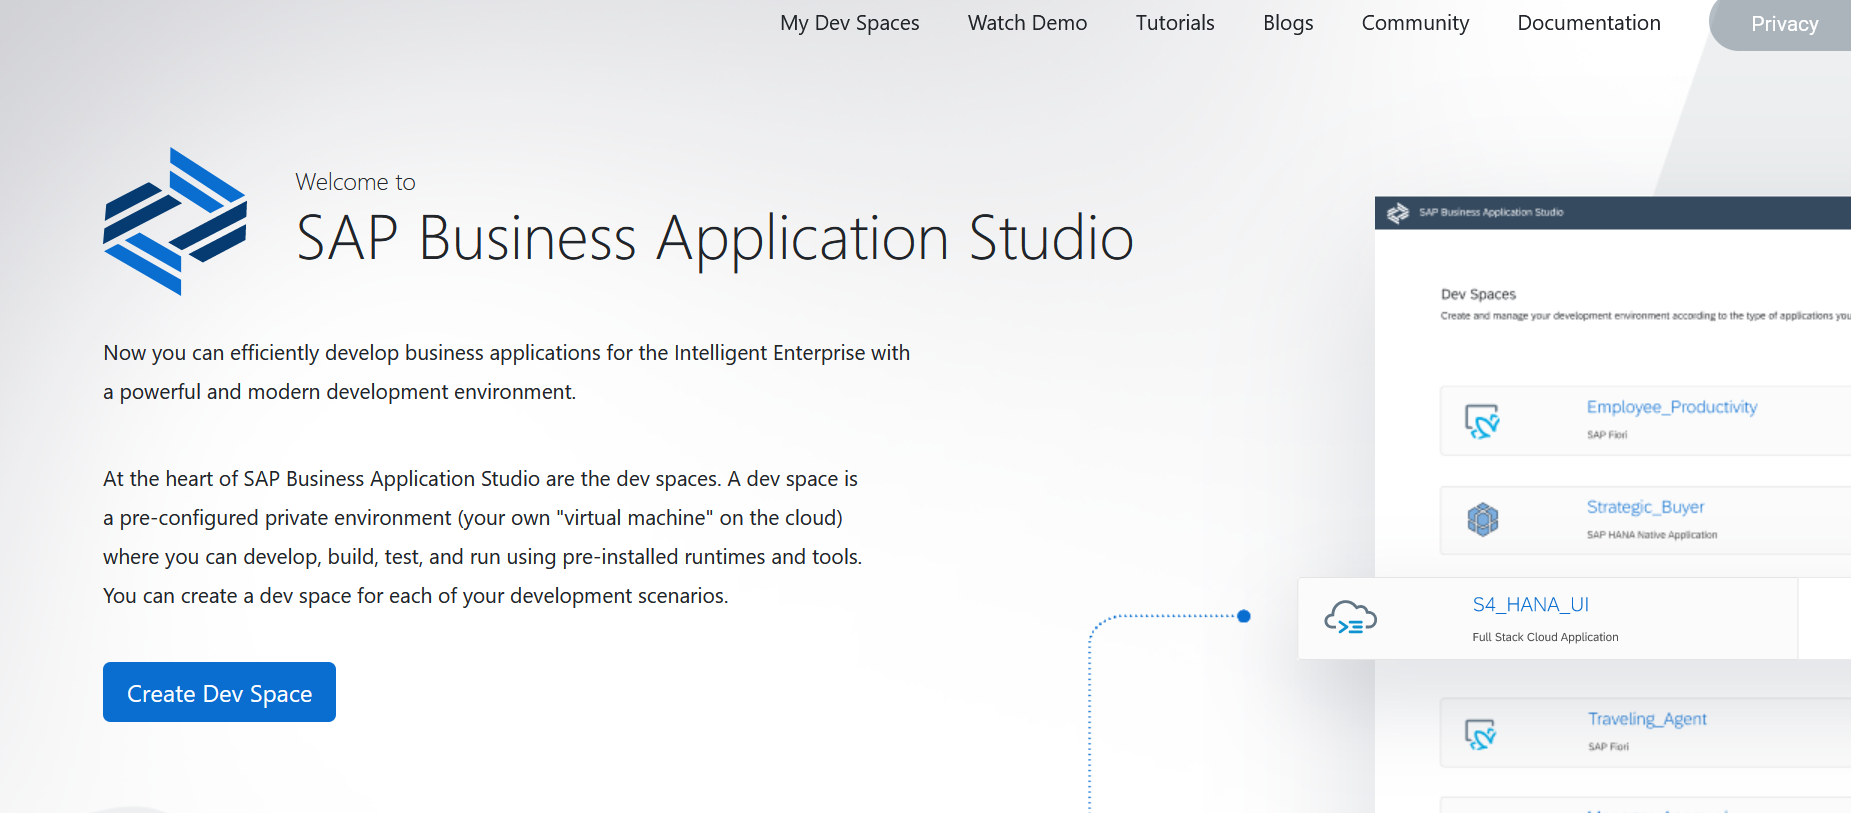 My Dev Spaces Watch Demo Tutorials Blogs Community Documentation Privacy
Welcome to
SAP Business Application Studio
Now you can efficiently develop business applications for the Intelligent Enterprise with
a powerful and modern development environment.
At the heart of SAP Business Application Studio are the dev spaces. A dev space is
a pre-configured private environment (your own "virtual machine" on the cloud)
where you can develop, build, test, and run using pre-installed runtimes and tools.
You can create a dev space for each of your development scenarios.
Create Dev Space
SAP Business Application Studio
Dev Spaces
Create and manage your development environment according to the type of applications you
Employee_Productivity
SAP Fiori
Strategic_Buyer
SAP HANA Native Application
S4_HANA_UI
Full Stack Cloud Application
Traveling_Agent
SAP Fiori